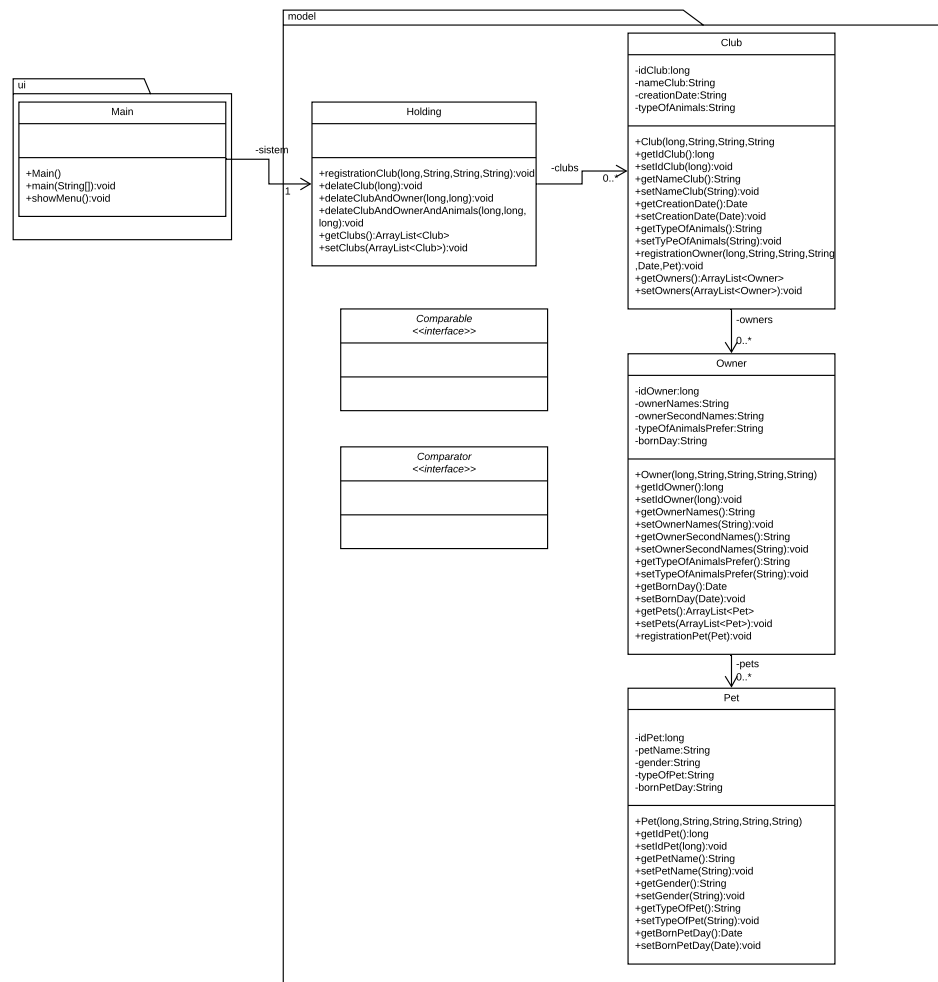 model
ui
Main
+Main()
+main(String[]):void
+showMenu():void
-sistem
1
Holding
+registrationClub(long,String,String,String):void
+delateClub(long):void
+delateClubAndOwner(long,long):void
+delateClubAndOwnerAndAnimals(long,long,
long):void
+getClubs():ArrayList<Club>
+setClubs(ArrayList<Club>):void
-clubs
0..*
Comparable
<<interface>>
Comparator
<<interface>>
Club
-idClub:long
-nameClub:String
-creationDate:String
-typeOfAnimals:String
+Club(long,String,String,String
+getIdClub():long
+setIdClub(long):void
+getNameClub():String
+setNameClub(String):void
+getCreationDate():Date
+setCreationDate(Date):void
+getTypeOfAnimals():String
+setTyPeOfAnimals(String):void
+registrationOwner(long,String,String,String
,Date,Pet):void
+getOwners():ArrayList<Owner>
+setOwners(ArrayList<Owner>):void
-owners
0..*
Owner
-idOwner:long
-ownerNames:String
-ownerSecondNames:String
-typeOfAnimalsPrefer:String
-bornDay:String
+Owner(long,String,String,String,String)
+getIdOwner():long
+setIdOwner(long):void
+getOwnerNames():String
+setOwnerNames(String):void
+getOwnerSecondNames():String
+setOwnerSecondNames(String):void
+getTypeOfAnimalsPrefer():String
+setTypeOfAnimalsPrefer(String):void
+getBornDay():Date
+setBornDay(Date):void
+getPets():ArrayList<Pet>
+setPets(ArrayList<Pet>):void
+registrationPet(Pet):void
-pets
0..*
Pet
-idPet:long
-petName:String
-gender:String
-typeOfPet:String
-bornPetDay:String
+Pet(long,String,String,String,String)
+getIdPet():long
+setIdPet(long):void
+getPetName():String
+setPetName(String):void
+getGender():String
+setGender(String):void
+getTypeOfPet():String
+setTypeOfPet(String):void
+getBornPetDay():Date
+setBornPetDay(Date):void